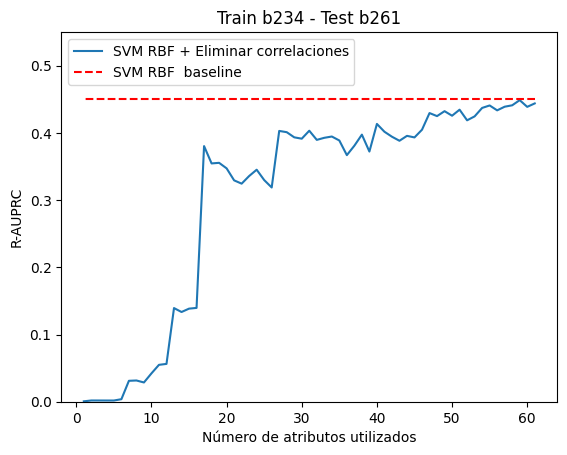 Train b234 - Test b261
SVM RBF + Eliminar correlaciones
SVM RBF  baseline
R-AUPRC
0.5
0.4
0.3
0.2
0.1
0.0
0 10 20 30 40 50 60
Número de atributos utilizados